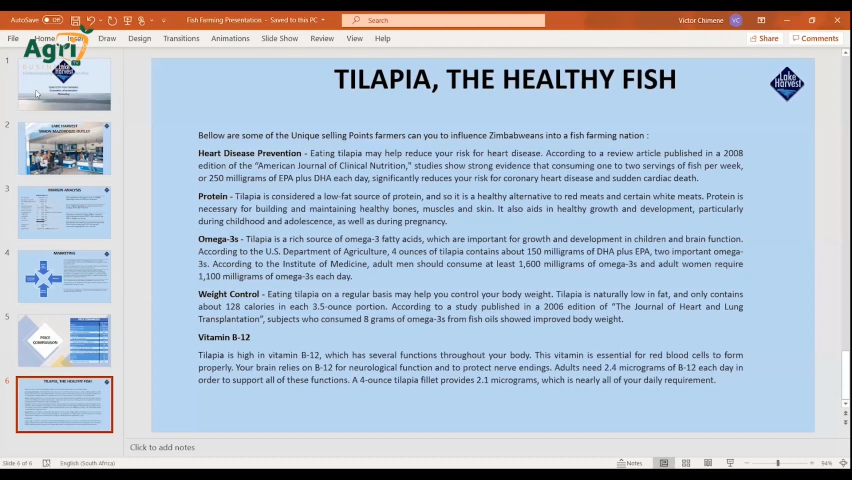 AutoSave Off
Fish Farming Presentation - Saved to this PC
Search
Victor Chimene VC
File Home Insert Draw Design Transitions Animations Slide Show Review View Help
Share Comments
Agri
TV
1
Lake Harvest
2
3
MARGIN ANALYSIS
4
MARKETING
5
PRICE
COMPARISON
6
TILAPIA, THE HEALTHY FISH
TILAPIA, THE HEALTHY FISH
Lake
Harvest
Bellow are some of the Unique selling Points farmers can you to influence Zimbabweans into a fish farming nation :
Heart Disease Prevention - Eating tilapia may help reduce your risk for heart disease. According to a review article published in a 2008
edition of the “American Journal of Clinical Nutrition,” studies show strong evidence that consuming one to two servings of fish per week,
or 250 milligrams of EPA plus DHA each day, significantly reduces your risk for coronary heart disease and sudden cardiac death.
Protein - Tilapia is considered a low-fat source of protein, and so it is a healthy alternative to red meats and certain white meats. Protein is
necessary for building and maintaining healthy bones, muscles and skin. It also aids in healthy growth and development, particularly
during childhood and adolescence, as well as during pregnancy.
Omega-3s - Tilapia is a rich source of omega-3 fatty acids, which are important for growth and development in children and brain function.
According to the U.S. Department of Agriculture, 4 ounces of tilapia contains about 150 milligrams of DHA plus EPA, two important omega-
3s. According to the Institute of Medicine, adult men should consume at least 1,600 milligrams of omega-3s and adult women require
1,100 milligrams of omega-3s each day.
Weight Control - Eating tilapia on a regular basis may help you control your body weight. Tilapia is naturally low in fat, and only contains
about 128 calories in each 3.5-ounce portion. According to a study published in a 2006 edition of “The Journal of Heart and Lung
Transplantation”, subjects who consumed 8 grams of omega-3s from fish oils showed improved body weight.
Vitamin B-12
Tilapia is high in vitamin B-12, which has several functions throughout your body. This vitamin is essential for red blood cells to form
properly. Your brain relies on B-12 for neurological function and to protect nerve endings. Adults need 2.4 micrograms of B-12 each day in
order to support all of these functions. A 4-ounce tilapia fillet provides 2.1 micrograms, which is nearly all of your daily requirement.
Click to add notes
Slide 6 of 6 English (South Africa) Notes 94%